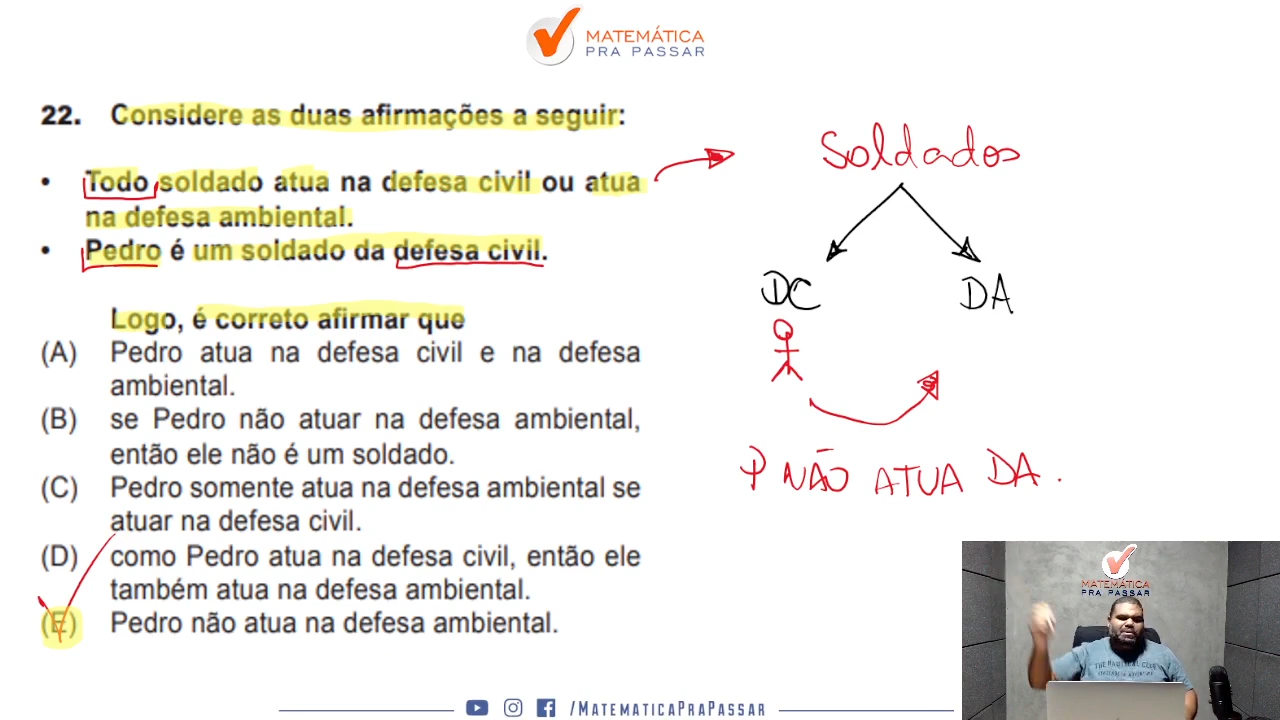 MATEMÁTICA
PRA PASSAR
22. Considere as duas afirmações a seguir:
• Todo soldado atua na defesa civil ou atua
na defesa ambiental.
• Pedro é um soldado da defesa civil.
Logo, é correto afirmar que
(A) Pedro atua na defesa civil e na defesa
ambiental.
(B) se Pedro não atuar na defesa ambiental,
então ele não é um soldado.
(C) Pedro somente atua na defesa ambiental se
atuar na defesa civil.
(D) como Pedro atua na defesa civil, então ele
também atua na defesa ambiental.
(E) Pedro não atua na defesa ambiental.
Soldados
DC DA
P NÃO ATUA DA.
MATEMÁTICA
PRA PASSAR
/MatematicaPraPassar